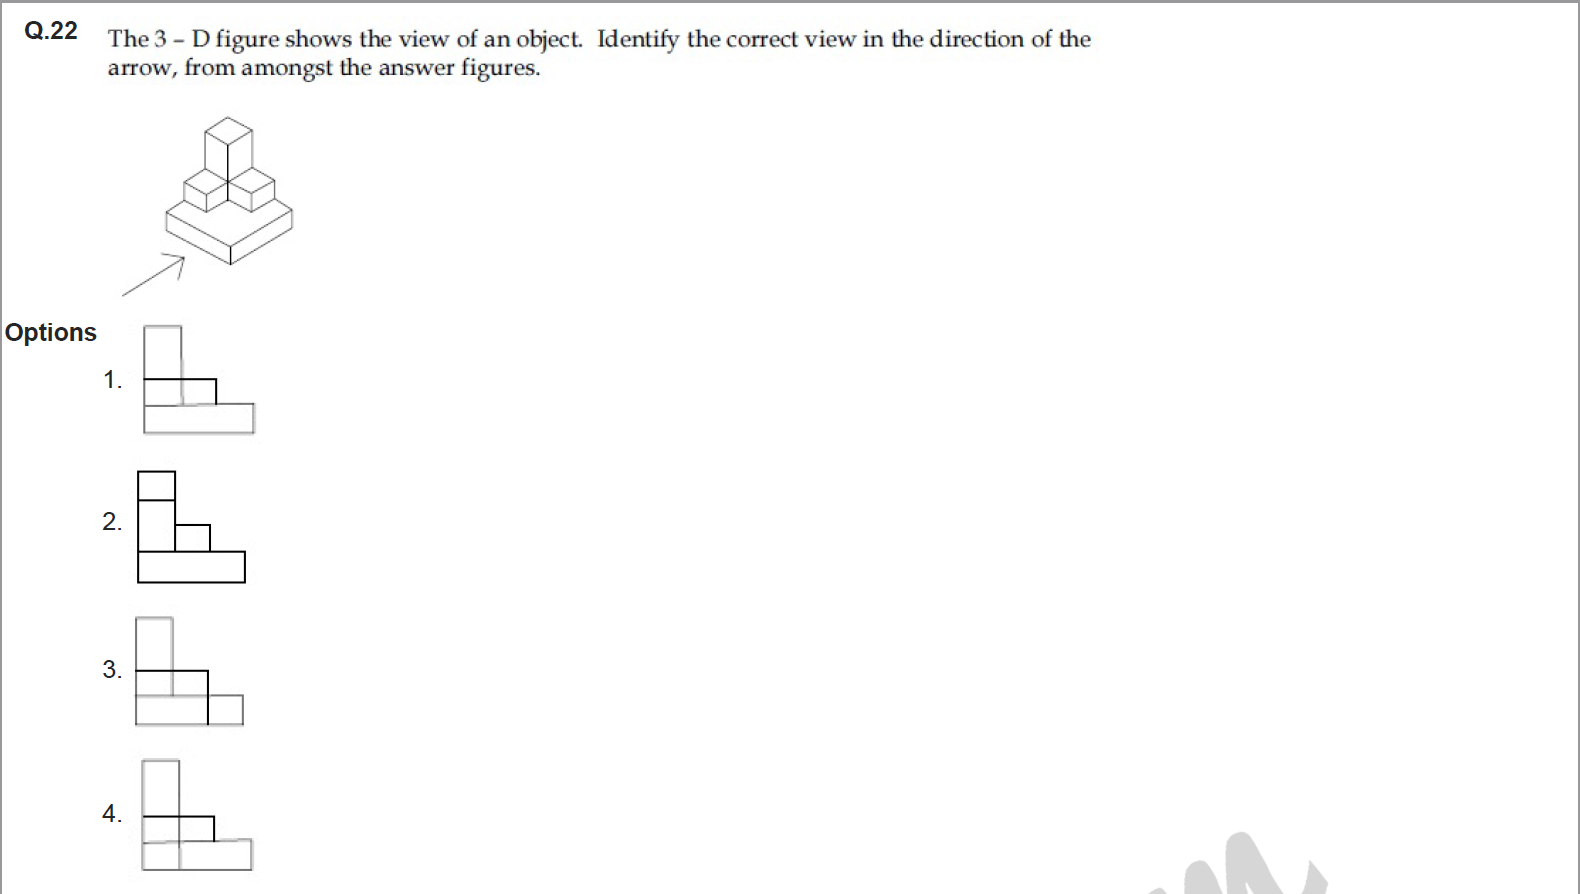 Q.22 The 3 – D figure shows the view of an object. Identify the correct view in the direction of the
arrow, from amongst the answer figures.
Options
1.
2.
3.
4.